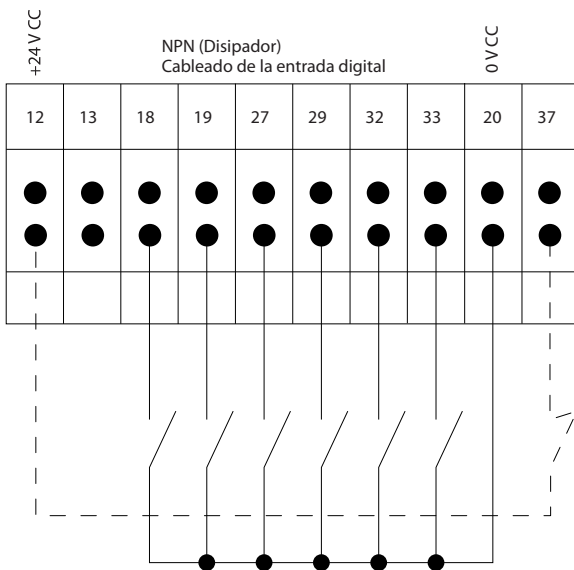 +24 V CC
NPN (Disipador)
Cableado de la entrada digital
0 V CC
12 13 18 19 27 29 32 33 20 37